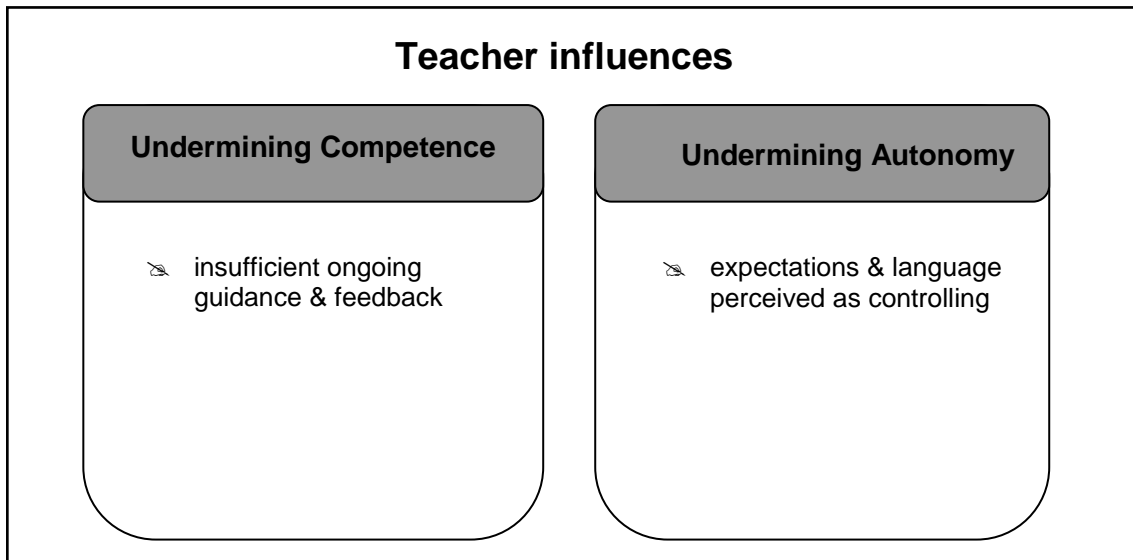 Teacher influences
Undermining Competence
insufficient ongoing
guidance & feedback
Undermining Autonomy
expectations & language
perceived as controlling